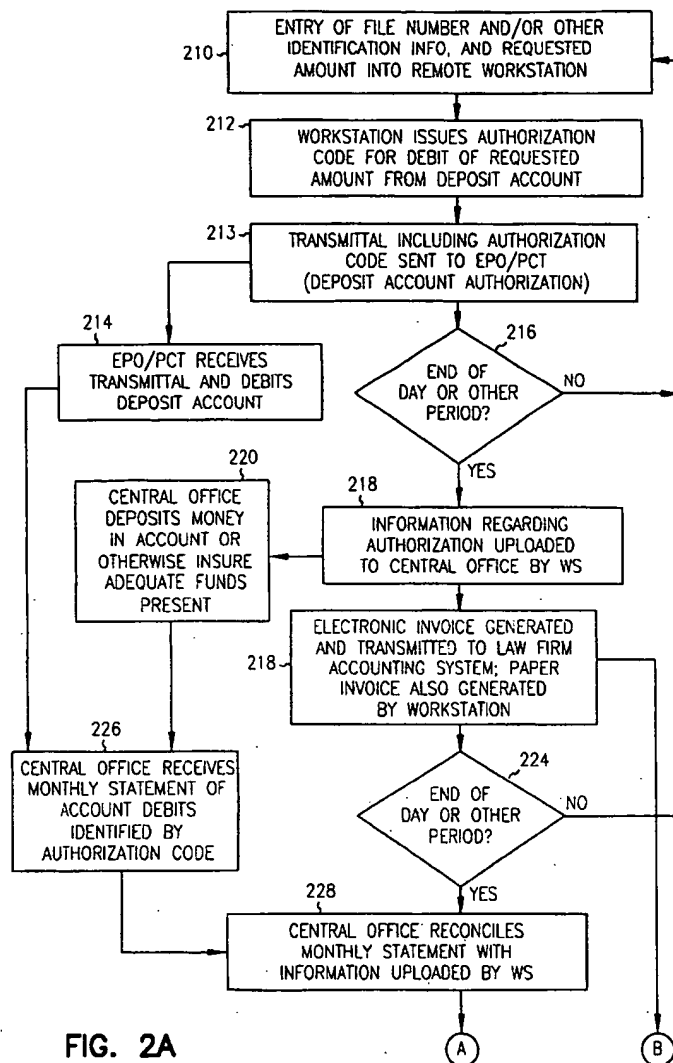 210
ENTRY OF FILE NUMBER AND/OR OTHER
IDENTIFICATION INFO, AND REQUESTED
AMOUNT INTO REMOTE WORKSTATION
212
WORKSTATION ISSUES AUTHORIZATION
CODE FOR DEBIT OF REQUESTED
AMOUNT FROM DEPOSIT ACCOUNT
213
TRANSMITTAL INCLUDING AUTHORIZATION
CODE SENT TO EPO/PCT
(DEPOSIT ACCOUNT AUTHORIZATION)
214
EPO/PCT RECEIVES
TRANSMITTAL AND DEBITS
DEPOSIT ACCOUNT
216
END OF
DAY OR OTHER
PERIOD?
NO
YES
220
CENTRAL OFFICE
DEPOSITS MONEY
IN ACCOUNT OR
OTHERWISE INSURE
ADEQUATE FUNDS
PRESENT
218
INFORMATION REGARDING
AUTHORIZATION UPLOADED
TO CENTRAL OFFICE BY WS
218
ELECTRONIC INVOICE GENERATED
AND TRANSMITTED TO LAW FIRM
ACCOUNTING SYSTEM; PAPER
INVOICE ALSO GENERATED
BY WORKSTATION
226
CENTRAL OFFICE RECEIVES
MONTHLY STATEMENT OF
ACCOUNT DEBITS
IDENTIFIED BY
AUTHORIZATION CODE
224
END OF
DAY OR OTHER
PERIOD?
NO
YES
228
CENTRAL OFFICE RECONCILES
MONTHLY STATEMENT WITH
INFORMATION UPLOADED BY WS
A
B
FIG. 2A